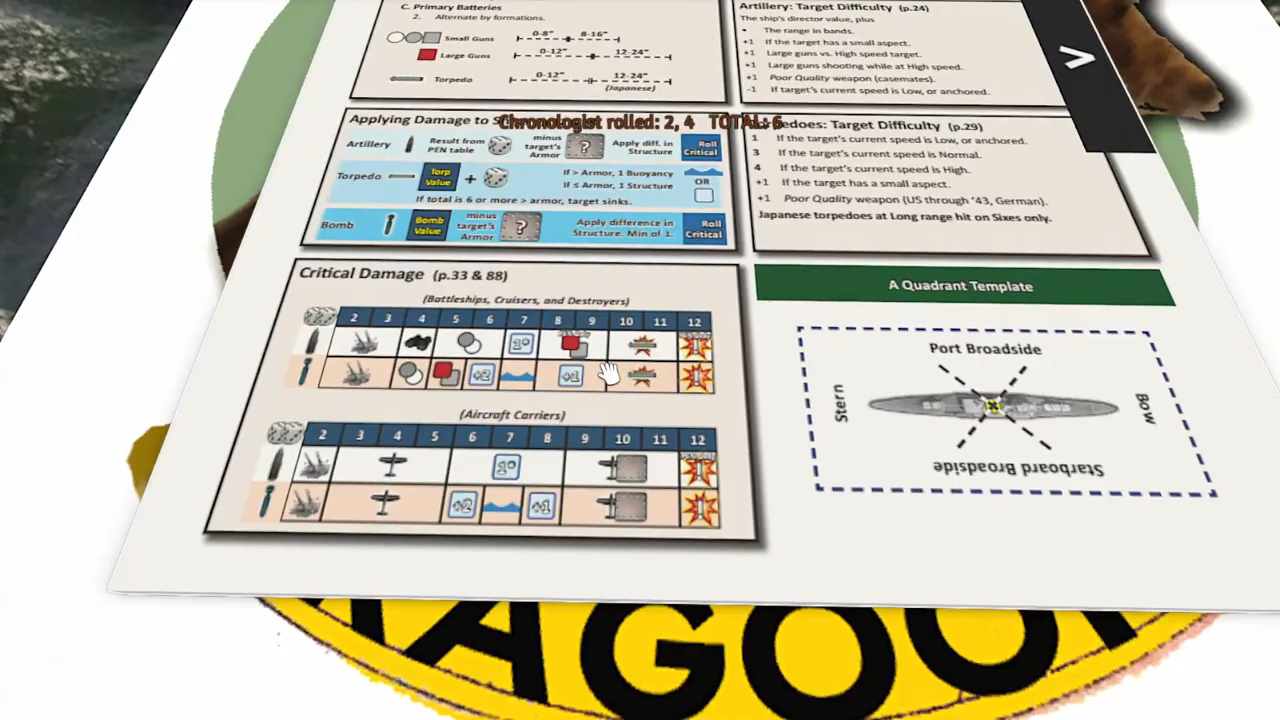 C. Primary Batteries
2. Alternate by formations.
Small Guns 0-8" 8-16"
Large Guns 0-12" 12-24"
Torpedo 0-12" 12-24"
(Japanese)
Artillery: Target Difficulty (p.24)
The ship's director value, plus
• The range in bands.
+1 If the target has a small aspect.
+1 Large guns vs. High speed target.
+1 Large guns shooting while at High speed.
+1 Poor Quality weapon (casemates).
-1 If target's current speed is Low, or anchored.
>
Chronologist rolled: 2, 4 TOTAL: 6
Applying Damage to
Artillery Result from PEN table minus target's Armor ? Apply diff. in Structure Roll Critical
Torpedo Torp Value + If > Armor, 1 Buoyancy
If ≤ Armor, 1 Structure OR
If total is 6 or more > armor, target sinks.
Bomb Bomb Value minus target's Armor ? Apply difference in Structure. Min of 1. Roll Critical
Target Difficulty (p.29)
1 If the target's current speed is Low, or anchored.
3 If the target's current speed is Normal.
4 If the target's current speed is High.
+1 If the target has a small aspect.
+1 Poor Quality weapon (US through '43, German).
Japanese torpedoes at Long range hit on Sixes only.
Critical Damage (p.33 & 88)
(Battleships, Cruisers, and Destroyers)
2 3 4 5 6 7 8 9 10 11 12
1°
+2 +1
(Aircraft Carriers)
2 3 4 5 6 7 8 9 10 11 12
1°
+2 +1
A Quadrant Template
Port Broadside
Stern
Bow
Starboard Broadside